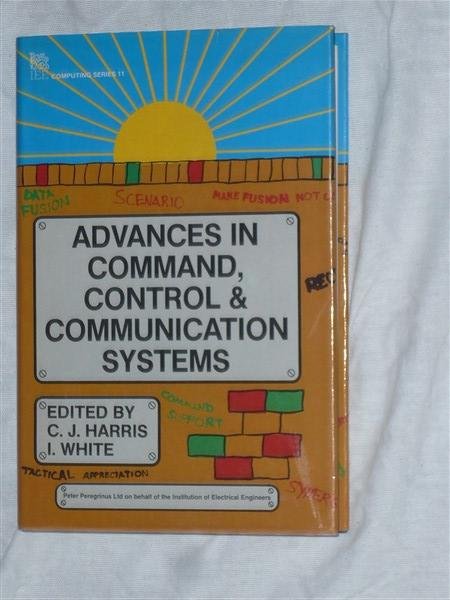 IEE COMPUTING SERIES 11
DATA
FUSION
SCENARIO
MAKE FUSION NOT
ADVANCES IN
COMMAND,
CONTROL &
COMMUNICATION
SYSTEMS
EDITED BY
C. J. HARRIS
I. WHITE
COMMAND
SUPPORT
TACTICAL APPRECIATION
Peter Peregrinus Ltd on behalf of the Institution of Electrical Engineers